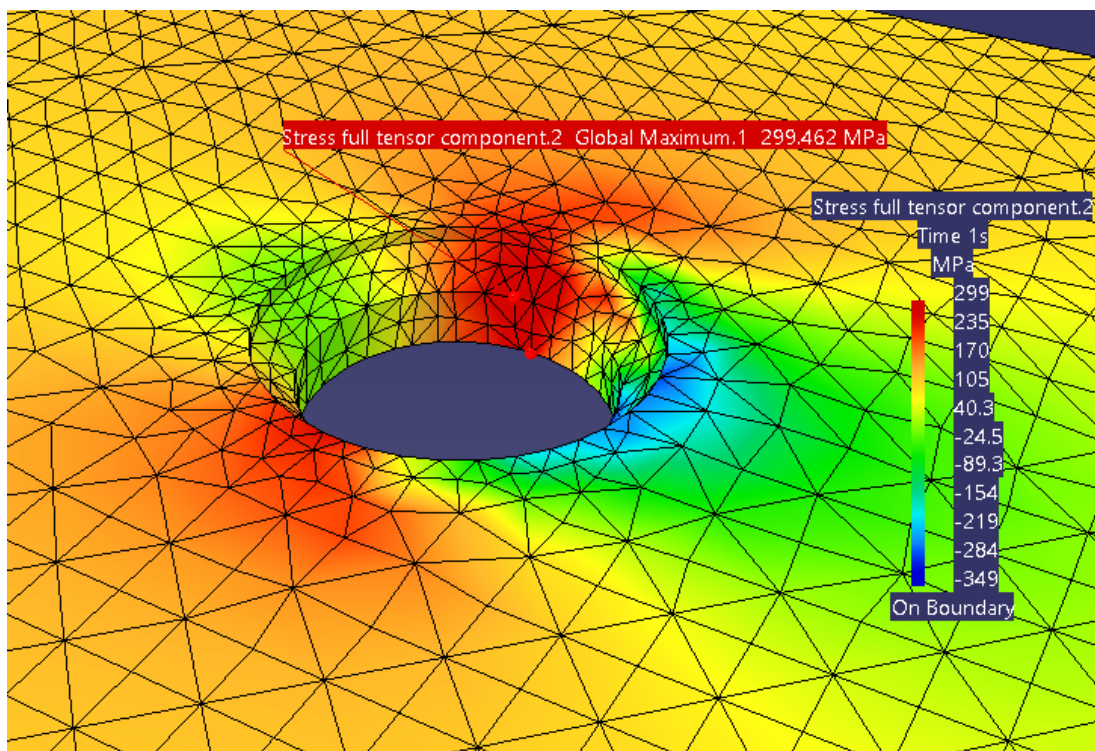 Stress full tensor component.2 Global Maximum.1 299.462 MPa
Stress full tensor component.2
Time 1s
MPa
299
235
170
105
40.3
-24.5
-89.3
-154
-219
-284
-349
On Boundary